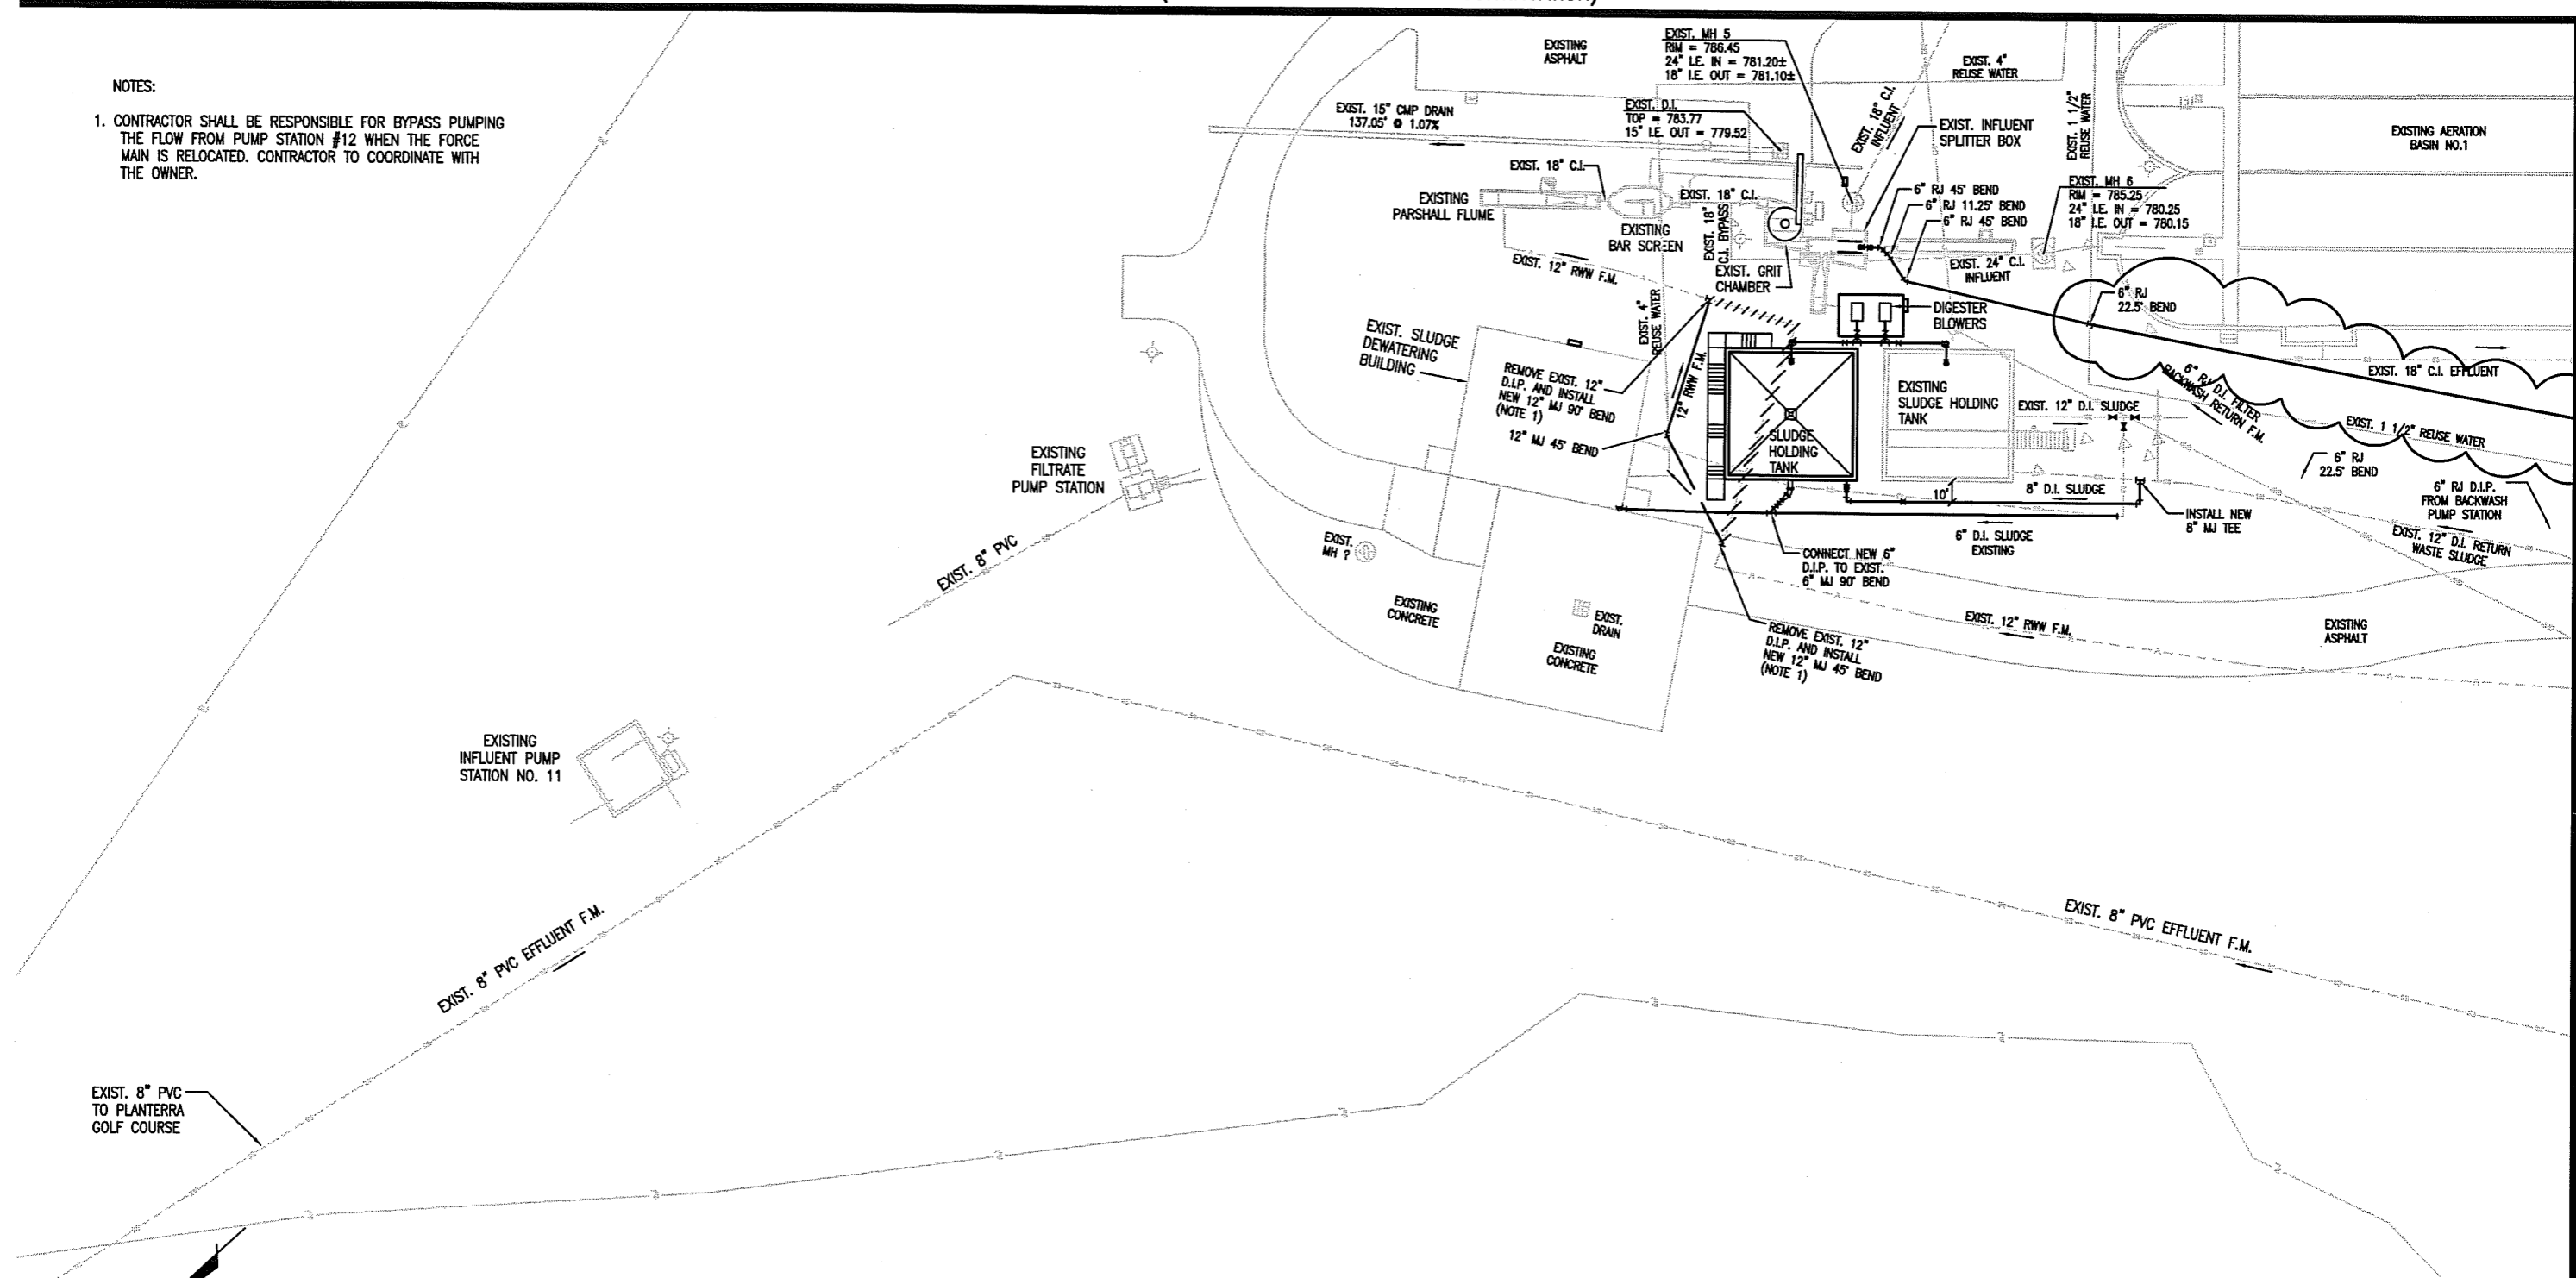 NOTES:
1. CONTRACTOR SHALL BE RESPONSIBLE FOR BYPASS PUMPING
THE FLOW FROM PUMP STATION #12 WHEN THE FORCE
MAIN IS RELOCATED. CONTRACTOR TO COORDINATE WITH
THE OWNER.
EXISTING
ASPHALT
EXIST. MH 5
RIM = 786.45
24" I.E. IN = 781.20±
18" I.E. OUT = 781.10±
EXIST. 4"
REUSE WATER
EXIST. 15" CMP DRAIN
137.05' @ 1.07%
EXIST. D.I.
TOP = 783.77
15" I.E. OUT = 779.52
EXIST. 18" C.I.
INFLUENT
EXIST. INFLUENT
SPLITTER BOX
EXIST. 1 1/2"
REUSE WATER
EXISTING AERATION
BASIN NO.1
EXIST. 18" C.I.
EXISTING
PARSHALL FLUME
EXIST. 18" C.I.
EXISTING
BAR SCREEN
EXIST. 18"
C.I. BYPASS
6" RJ 45° BEND
6" RJ 11.25° BEND
6" RJ 45° BEND
EXIST. MH 6
RIM = 785.25
24" I.E. IN = 780.25
18" I.E. OUT = 780.15
EXIST. 12" RWW F.M.
EXIST. GRIT
CHAMBER
EXIST. 24" C.I.
INFLUENT
EXIST. 4"
REUSE WATER
DIGESTER
BLOWERS
6" RJ
22.5° BEND
EXIST. SLUDGE
DEWATERING
BUILDING
REMOVE EXIST. 12"
D.I.P. AND INSTALL
NEW 12" MJ 90° BEND
(NOTE 1)
12" MJ 45° BEND
12" RWW F.M.
SLUDGE
HOLDING
TANK
EXISTING
SLUDGE HOLDING
TANK
EXIST. 12" D.I. SLUDGE
6" RJ D.I. FILTER
BACKWASH RETURN F.M.
EXIST. 18" C.I. EFFLUENT
EXIST. 1 1/2" REUSE WATER
6" RJ
22.5° BEND
EXISTING
FILTRATE
PUMP STATION
10'
8" D.I. SLUDGE
6" RJ D.I.P.
FROM BACKWASH
PUMP STATION
INSTALL NEW
8" MJ TEE
6" D.I. SLUDGE
EXISTING
EXIST. 12" D.I. RETURN
WASTE SLUDGE
EXIST. 8" PVC
EXIST.
MH ?
CONNECT NEW 6"
D.I.P. TO EXIST.
6" MJ 90° BEND
EXISTING
CONCRETE
EXIST.
DRAIN
EXISTING
CONCRETE
REMOVE EXIST. 12"
D.I.P. AND INSTALL
NEW 12" MJ 45° BEND
(NOTE 1)
EXIST. 12" RWW F.M.
EXISTING
ASPHALT
EXISTING
INFLUENT PUMP
STATION NO. 11
EXIST. 8" PVC EFFLUENT F.M.
EXIST. 8" PVC EFFLUENT F.M.
EXIST. 8" PVC
TO PLANTERRA
GOLF COURSE